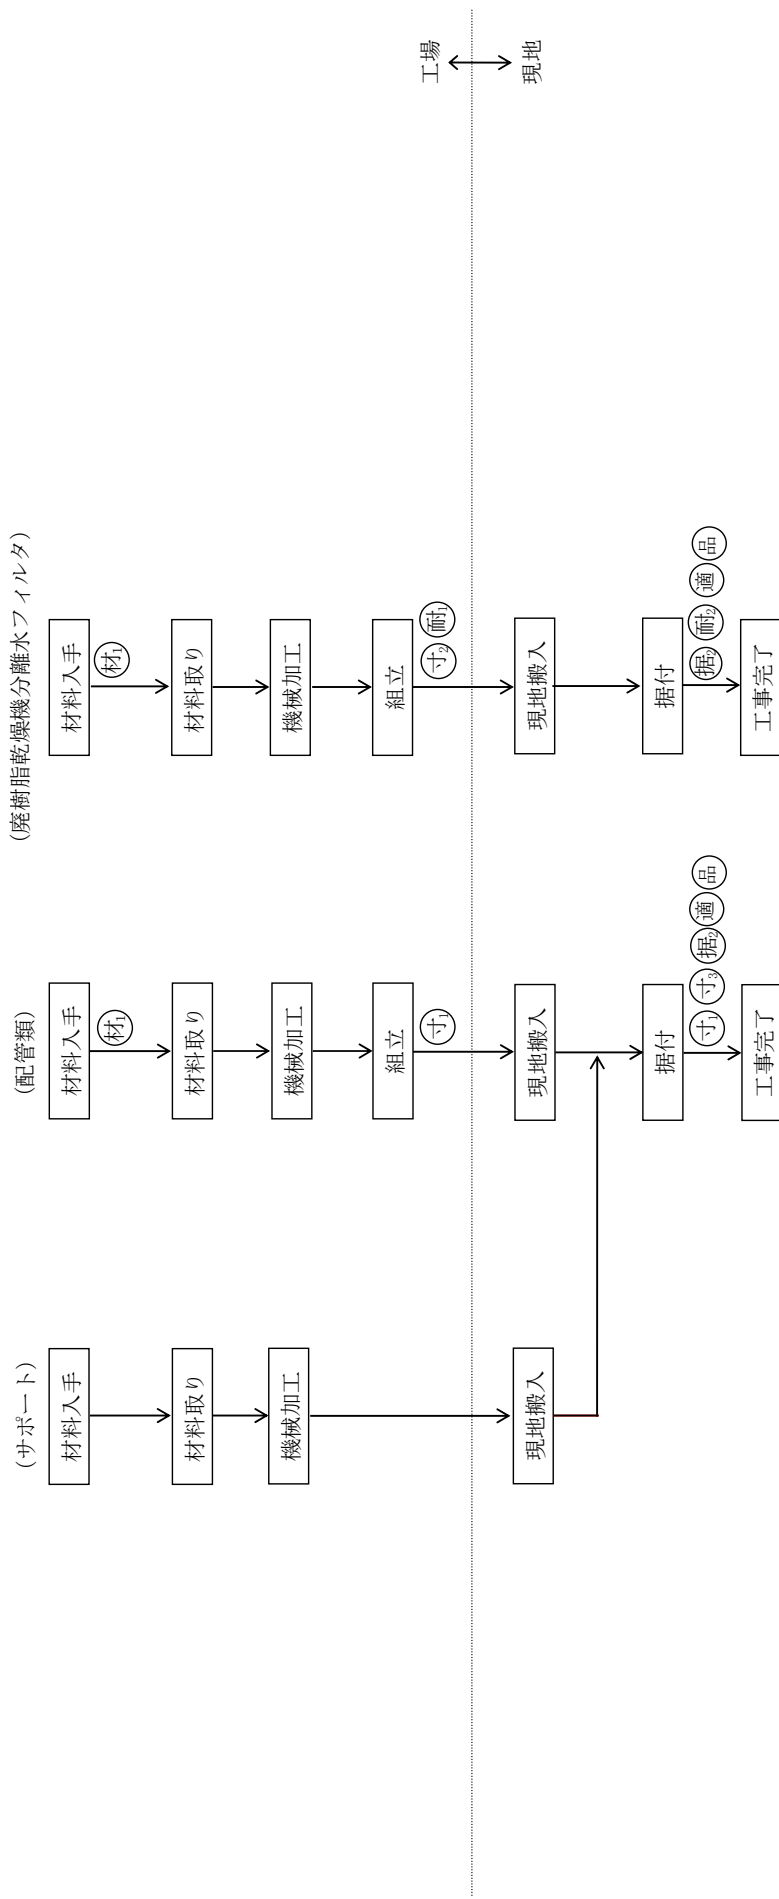 (サポート)
(配管類)
(廃樹脂乾燥機分離水フィルタ)
材料入手
材料入手
材料入手
材1
材1
材料取り
材料取り
材料取り
機械加工
機械加工
機械加工
組立
組立
寸1
寸2 耐1
工場
現地
現地搬入
現地搬入
現地搬入
据付
据付
寸1 寸3 据2 適 品
据2 耐2 適 品
工事完了
工事完了